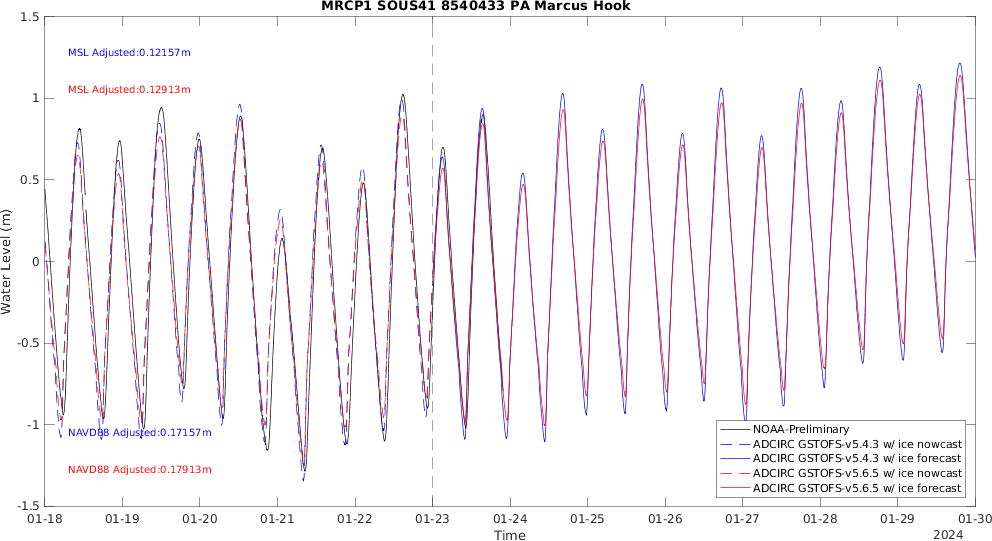 MRCP1 SOUS41 8540433 PA Marcus Hook
1.5
1
0.5
0
-0.5
-1
-1.5
Water Level (m)
MSL Adjusted:0.12157m
MSL Adjusted:0.12913m
NAVD88 Adjusted:0.17157m
NAVD88 Adjusted:0.17913m
NOAA-Preliminary
ADCIRC GSTOFS-v5.4.3 w/ ice nowcast
ADCIRC GSTOFS-v5.4.3 w/ ice forecast
ADCIRC GSTOFS-v5.6.5 w/ ice nowcast
ADCIRC GSTOFS-v5.6.5 w/ ice forecast
01-18 01-19 01-20 01-21 01-22 01-23 01-24 01-25 01-26 01-27 01-28 01-29 01-30
Time
2024